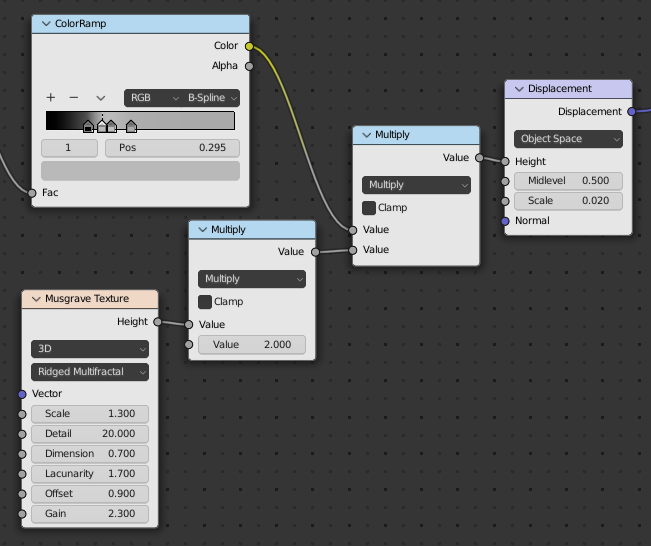 ColorRamp
Color
Alpha
+ − RGB B-Spline
1 Pos 0.295
Fac
Multiply
Value
Multiply
Clamp
Value
Value 2.000
Musgrave Texture
Height
3D
Ridged Multifractal
Vector
Scale 1.300
Detail 20.000
Dimension 0.700
Lacunarity 1.700
Offset 0.900
Gain 2.300
Multiply
Value
Multiply
Clamp
Value
Value
Displacement
Displacement
Object Space
Height
Midlevel 0.500
Scale 0.020
Normal